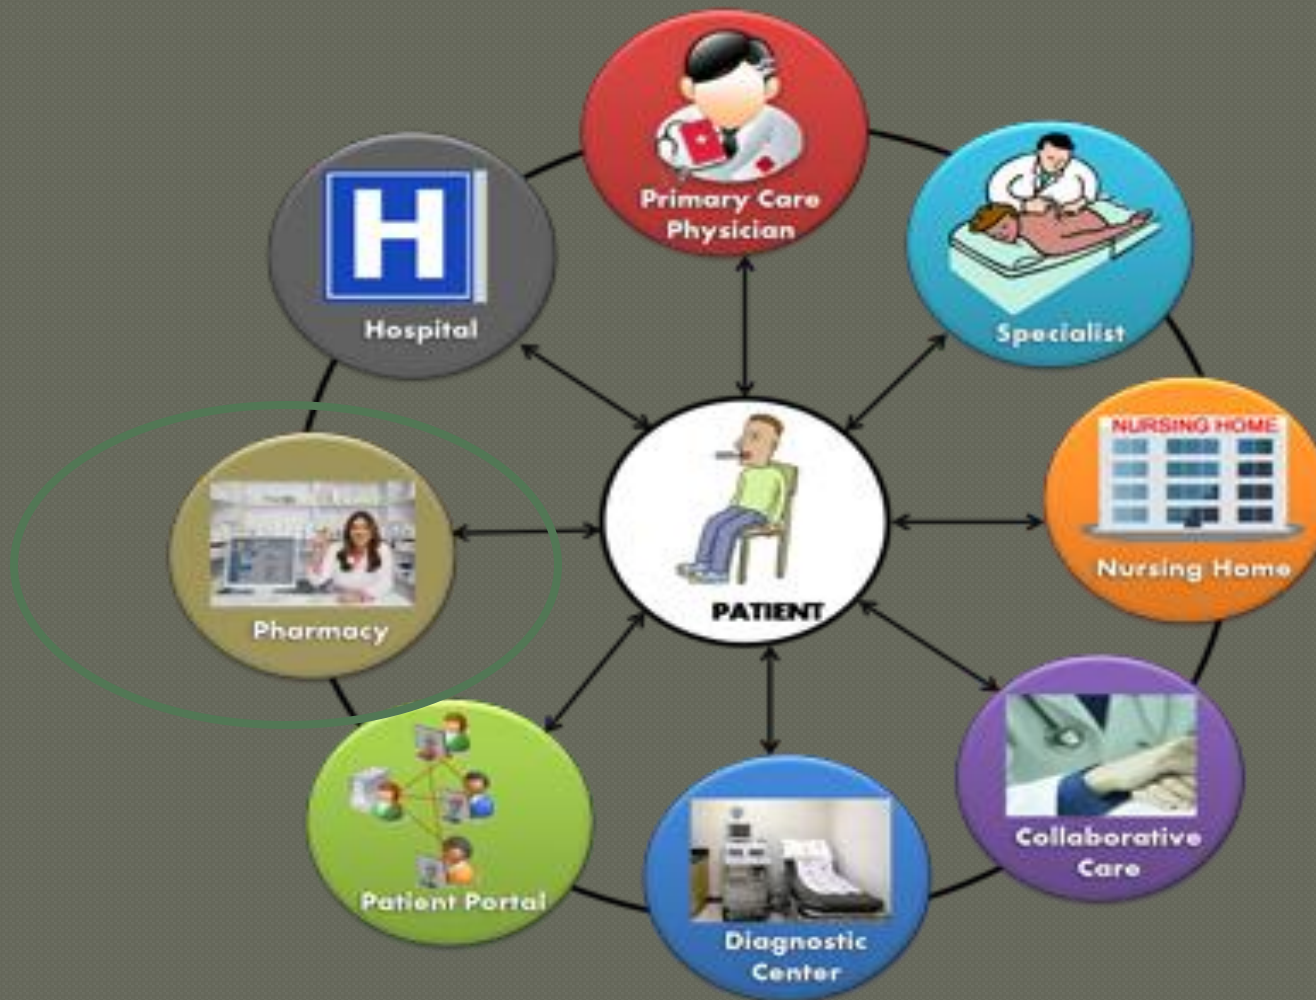 Primary Care
Physician
H
Hospital
Specialist
NURSING HOME
Nursing Home
Pharmacy
PATIENT
Collaborative
Care
Patient Portal
Diagnostic
Center